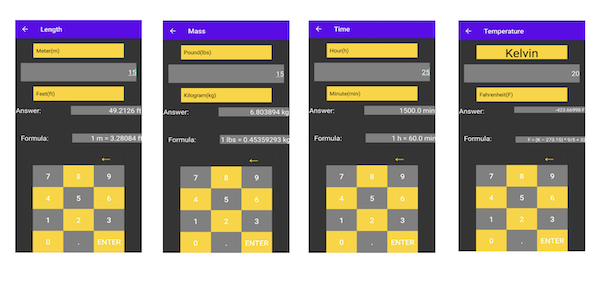 ← Length
Meter(m)
15
Feet(ft)
Answer: 49.2126 ft
Formula: 1 m = 3.28084 ft
←
7 8 9
4 5 6
1 2 3
0 . ENTER
← Mass
Pound(lbs)
15
Kilogram(kg)
Answer: 6.803894 kg
Formula: 1 lbs = 0.45359293 kg
←
7 8 9
4 5 6
1 2 3
0 . ENTER
← Time
Hour(h)
25
Minute(min)
Answer: 1500.0 min
Formula: 1 h = 60.0 min
←
7 8 9
4 5 6
1 2 3
0 . ENTER
← Temperature
Kelvin
20
Fahrenheit(F)
Answer: -423.66998 F
Formula: F = (K − 273.15) * 9/5 + 32
←
7 8 9
4 5 6
1 2 3
0 . ENTER